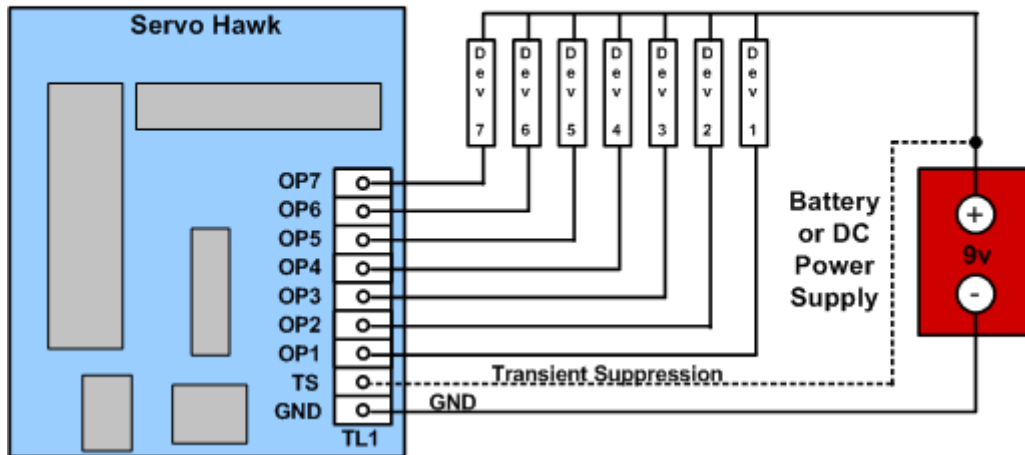 Servo Hawk
Dev 7
Dev 6
Dev 5
Dev 4
Dev 3
Dev 2
Dev 1
OP7
OP6
OP5
OP4
OP3
OP2
OP1
TS
GND
TL1
Transient Suppression
GND
Battery
or DC
Power
Supply
+
9v
-